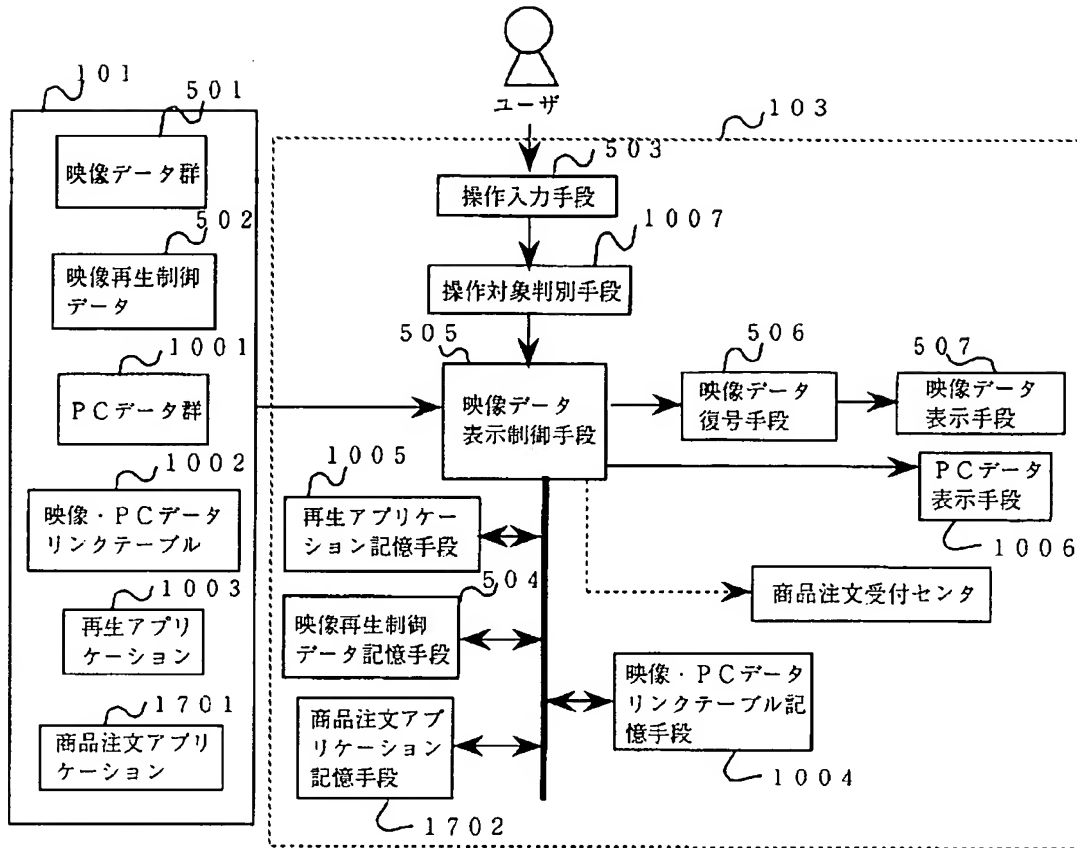 ユーザ
101
501
映像データ群
502
映像再生制御
データ
1001
PCデータ群
1002
映像・PCデータ
リンクテーブル
1003
再生アプリ
ケーション
1701
商品注文アプリ
ケーション
103
503
操作入力手段
1007
操作対象判別手段
505
映像データ
表示制御手段
506
映像データ
復号手段
507
映像データ
表示手段
PCデータ
表示手段
1006
商品注文受付センタ
1005
再生アプリケー
ション記憶手段
504
映像再生制御
データ記憶手段
商品注文アプ
リケーション
記憶手段
1702
映像・PCデータ
リンクテーブル記
憶手段
1004